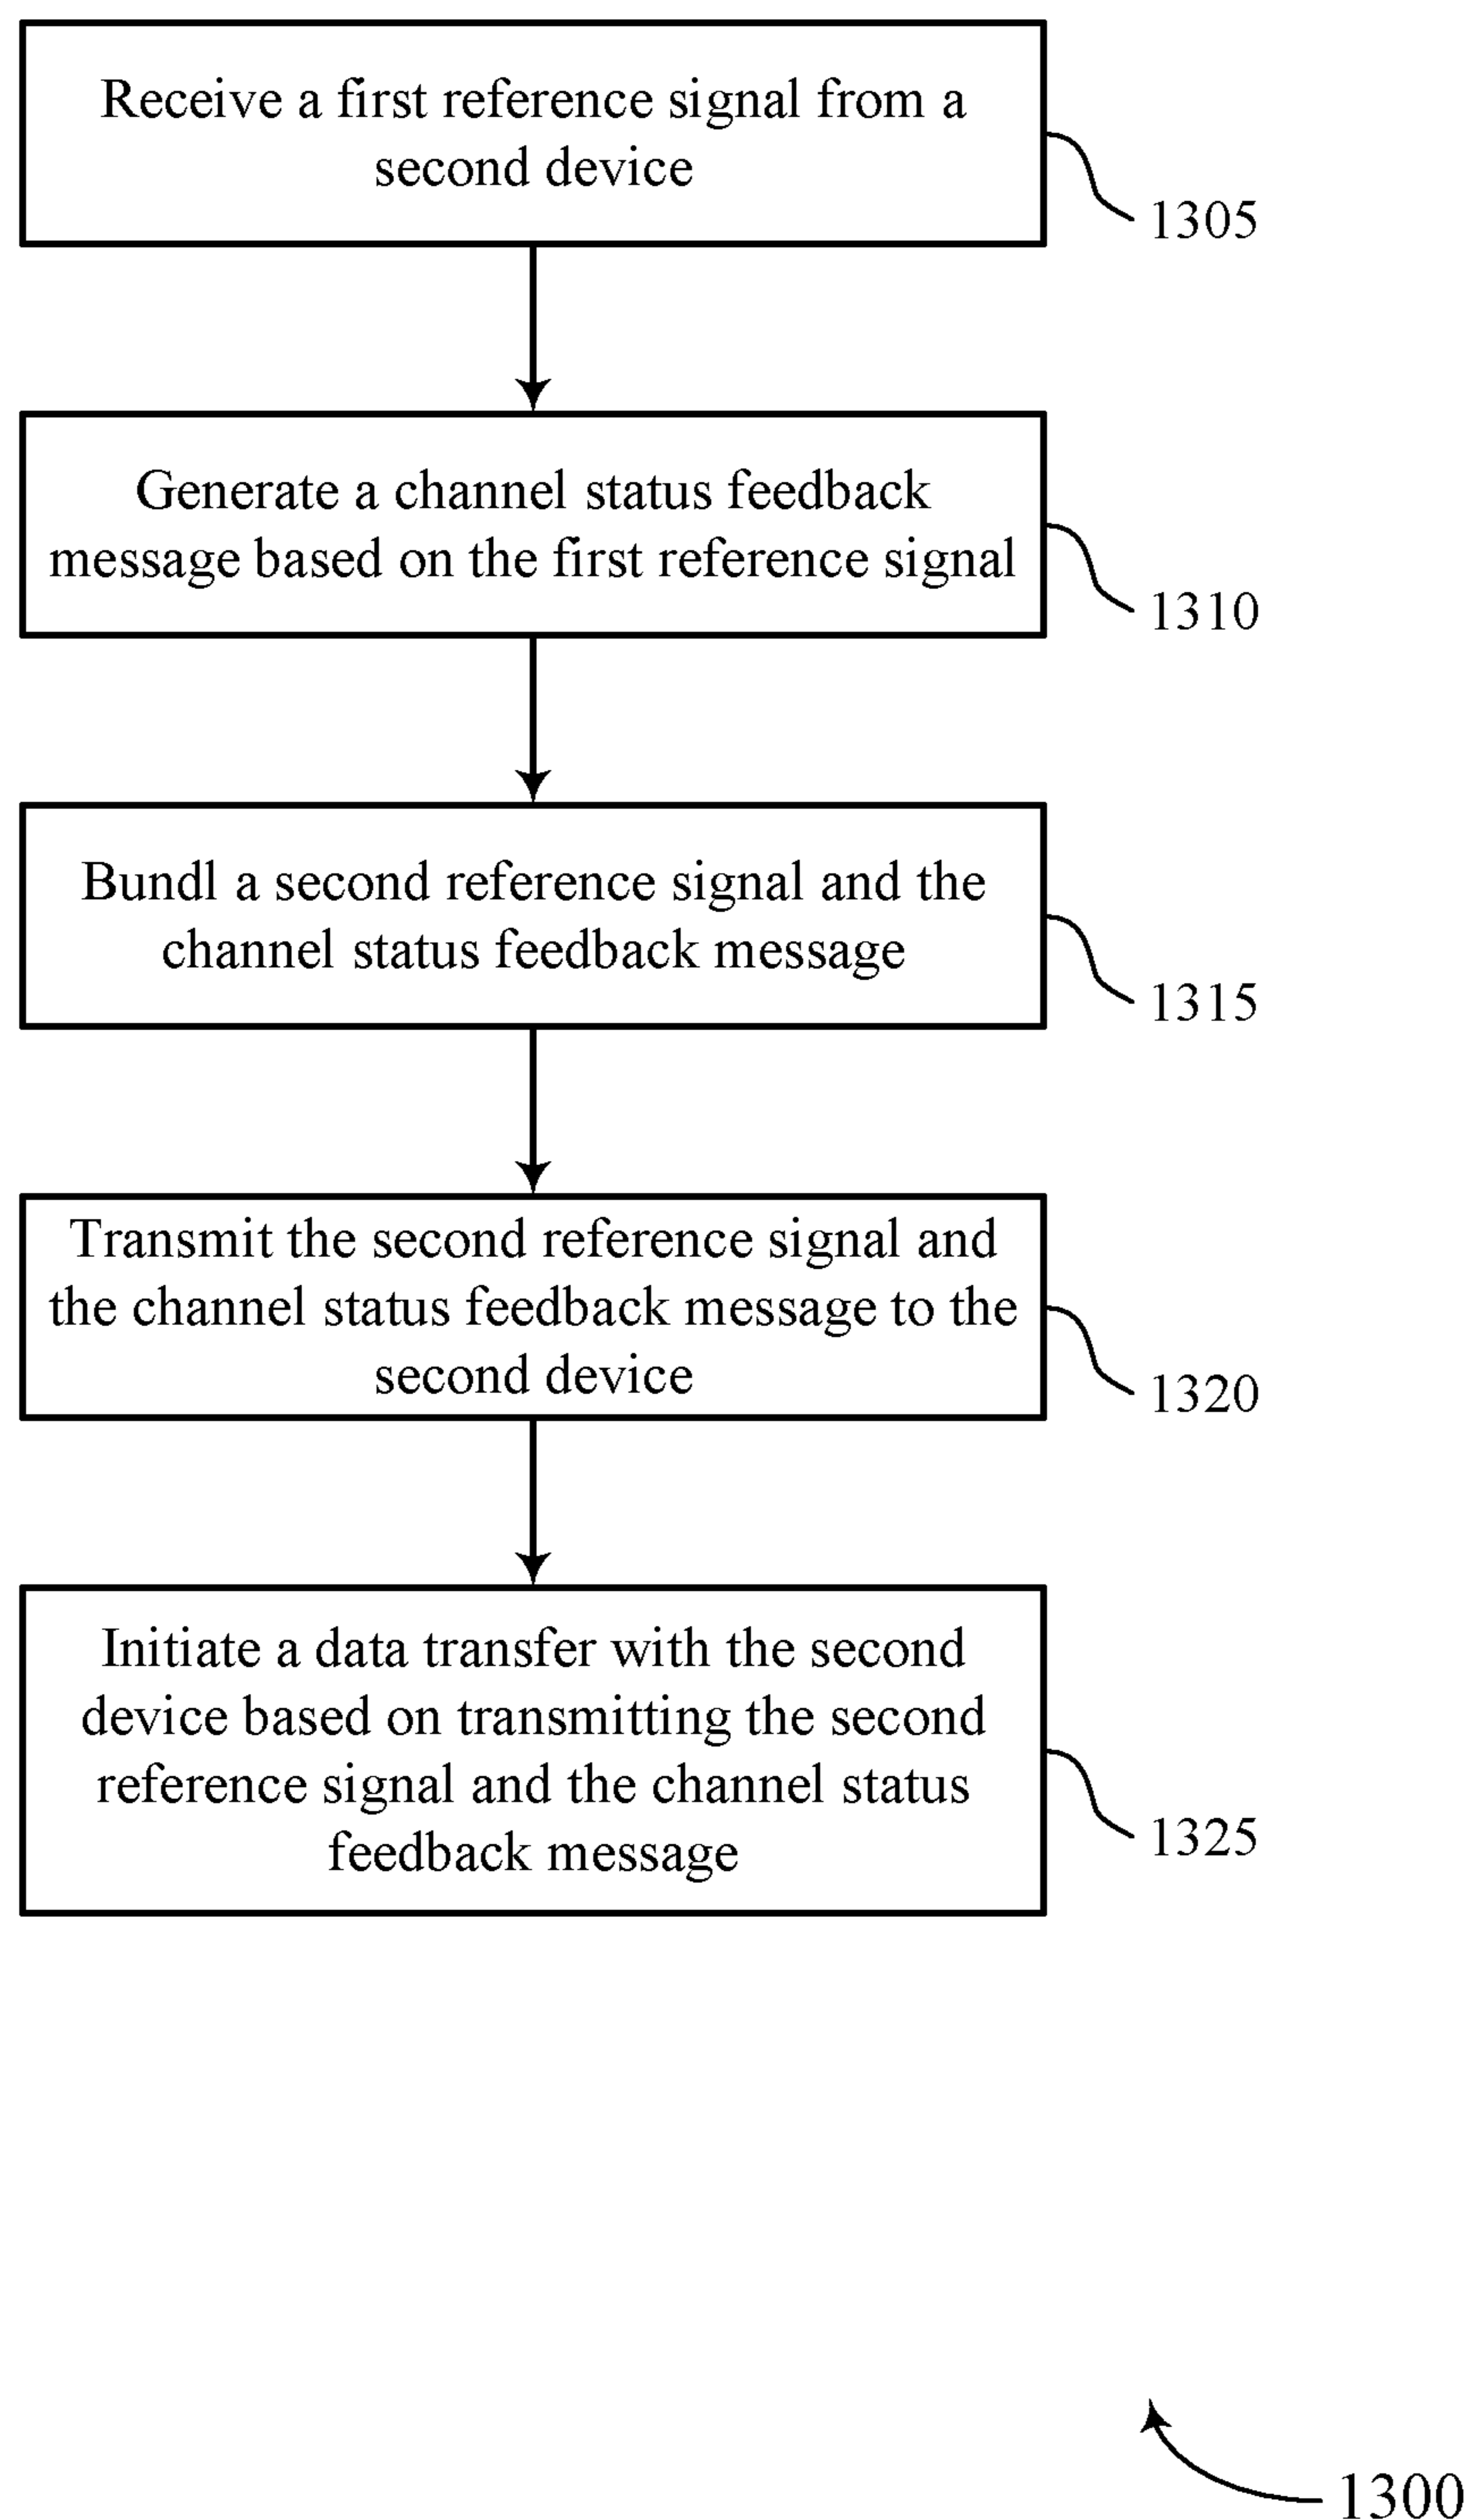 Receive a first reference signal from a
second device
1305
Generate a channel status feedback
message based on the first reference signal
1310
Bundl a second reference signal and the
channel status feedback message
1315
Transmit the second reference signal and
the channel status feedback message to the
second device
1320
Initiate a data transfer with the second
device based on transmitting the second
reference signal and the channel status
feedback message
1325
1300